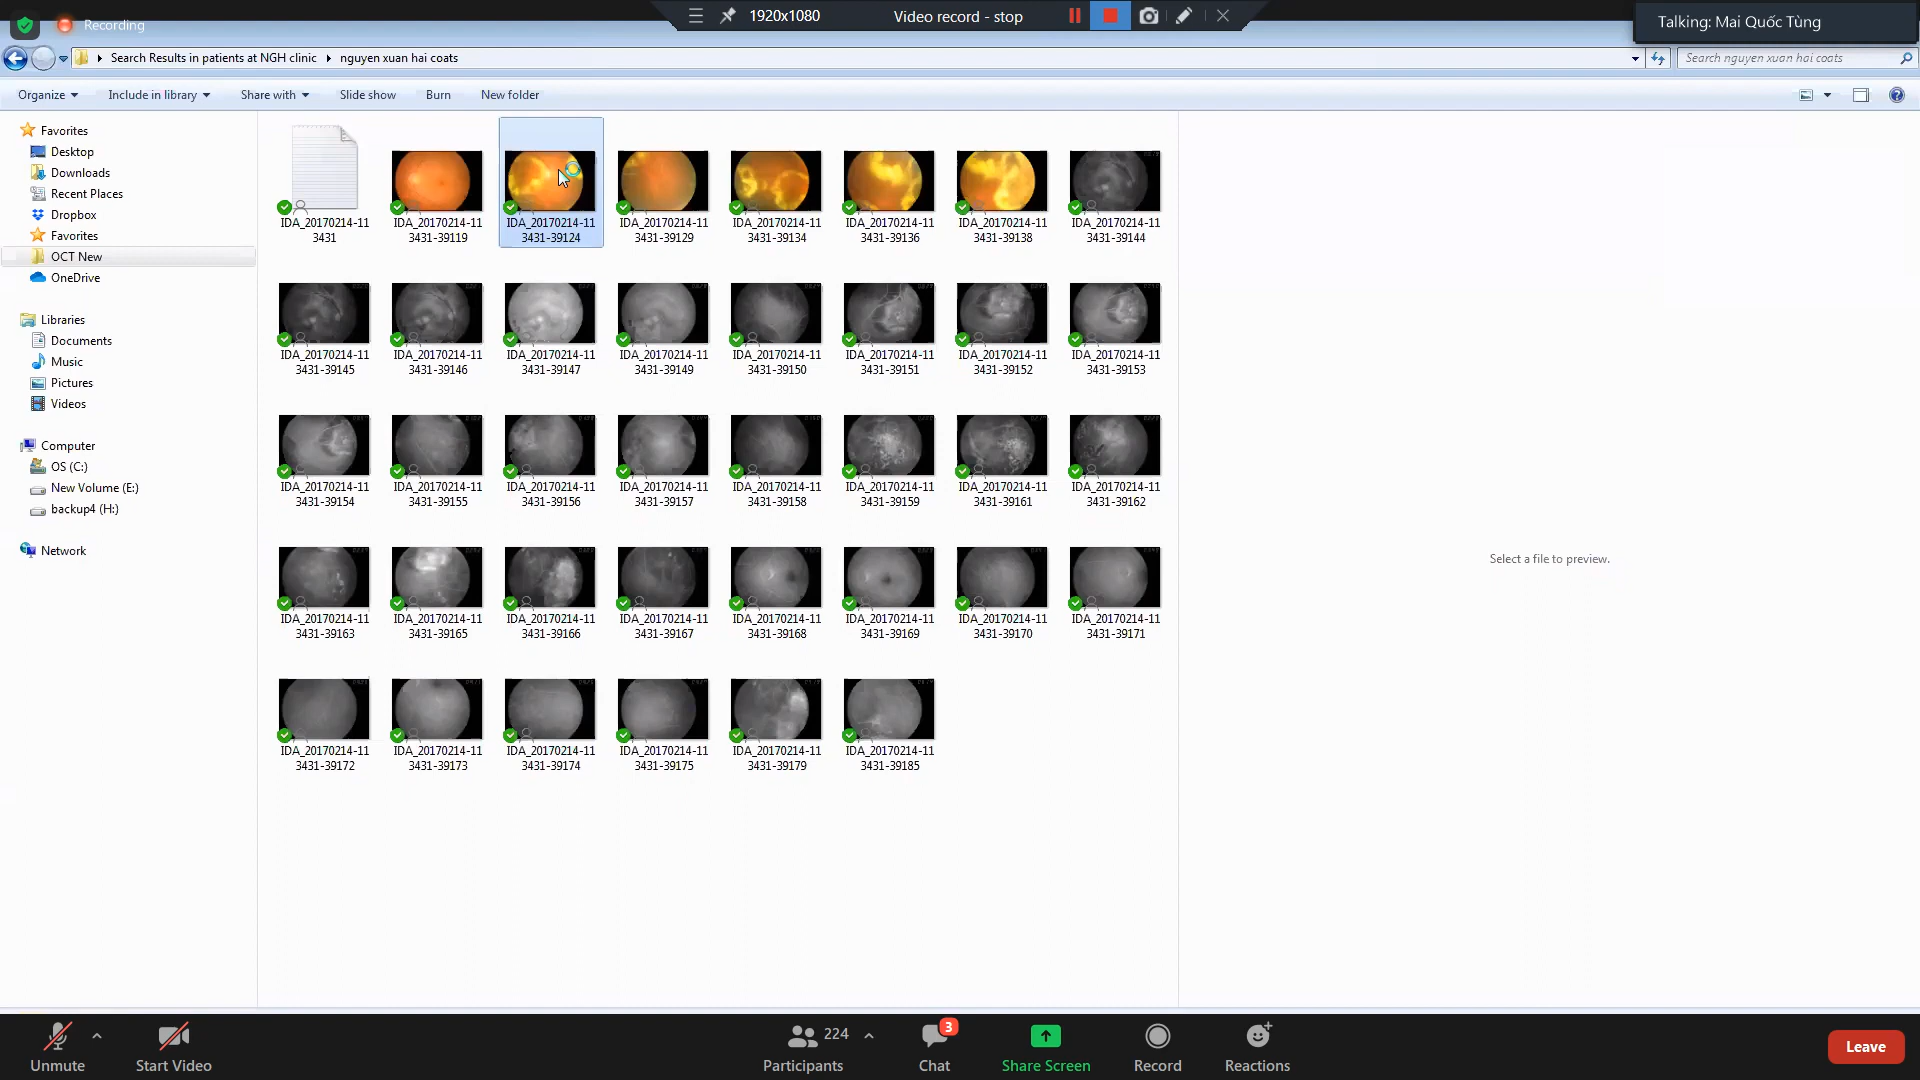 Recording
1920x1080
Video record - stop
Talking: Mai Quốc Tùng
Search Results in patients at NGH clinic
nguyen xuan hai coats
Search nguyen xuan hai coats
Organize
Include in library
Share with
Slide show
Burn
New folder
Favorites
Desktop
Downloads
Recent Places
Dropbox
Favorites
OCT New
OneDrive
Libraries
Documents
Music
Pictures
Videos
Computer
OS (C:)
New Volume (E:)
backup4 (H:)
Network
IDA_20170214-11
3431
IDA_20170214-11
3431-39119
IDA_20170214-11
3431-39124
IDA_20170214-11
3431-39129
IDA_20170214-11
3431-39134
IDA_20170214-11
3431-39136
IDA_20170214-11
3431-39138
IDA_20170214-11
3431-39144
IDA_20170214-11
3431-39145
IDA_20170214-11
3431-39146
IDA_20170214-11
3431-39147
IDA_20170214-11
3431-39149
IDA_20170214-11
3431-39150
IDA_20170214-11
3431-39151
IDA_20170214-11
3431-39152
IDA_20170214-11
3431-39153
IDA_20170214-11
3431-39154
IDA_20170214-11
3431-39155
IDA_20170214-11
3431-39156
IDA_20170214-11
3431-39157
IDA_20170214-11
3431-39158
IDA_20170214-11
3431-39159
IDA_20170214-11
3431-39161
IDA_20170214-11
3431-39162
IDA_20170214-11
3431-39163
IDA_20170214-11
3431-39165
IDA_20170214-11
3431-39166
IDA_20170214-11
3431-39167
IDA_20170214-11
3431-39168
IDA_20170214-11
3431-39169
IDA_20170214-11
3431-39170
IDA_20170214-11
3431-39171
IDA_20170214-11
3431-39172
IDA_20170214-11
3431-39173
IDA_20170214-11
3431-39174
IDA_20170214-11
3431-39175
IDA_20170214-11
3431-39179
IDA_20170214-11
3431-39185
Select a file to preview.
Unmute
Start Video
224
Participants
3
Chat
Share Screen
Record
Reactions
Leave